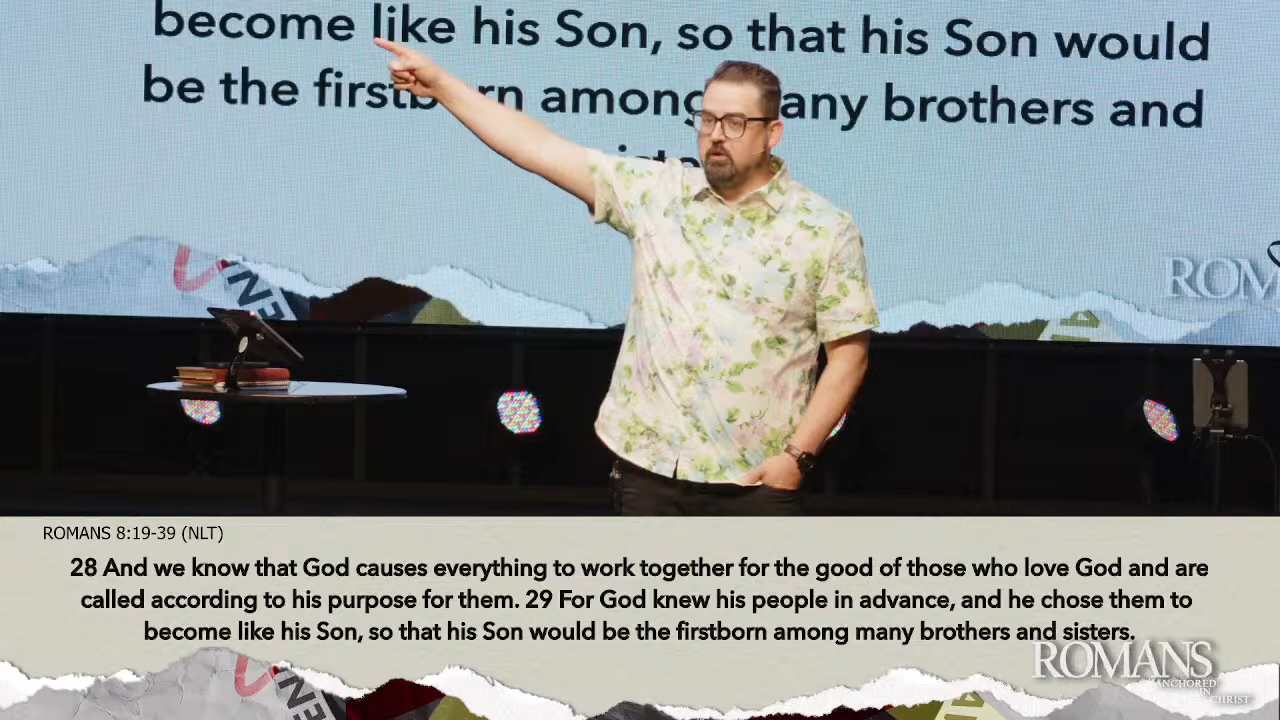 become like his Son, so that his Son would
be the firstborn among many brothers and
ROM
ROMANS 8:19-39 (NLT)
28 And we know that God causes everything to work together for the good of those who love God and are
called according to his purpose for them. 29 For God knew his people in advance, and he chose them to
become like his Son, so that his Son would be the firstborn among many brothers and sisters.
ROMANS
ANCHORED
IN
CHRIST